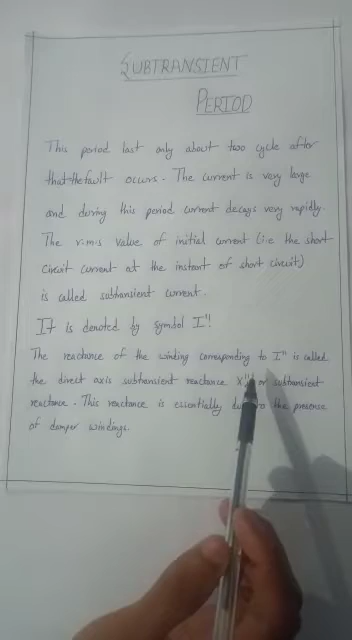 SUBTRANSIENT
PERIOD
This period last only about two cycle after
that the fault occurs. The current is very large
and during this period current decays very rapidly.
The r.m.s value of initial current (i.e the short
circuit current at the instant of short circuit)
is called subtransient current.
It is denoted by symbol I".
The reactance of the winding corresponding to I" is called
the direct axis subtransient reactance or subtransient
reactance. This reactance is essentially due to the presence
of damper windings.